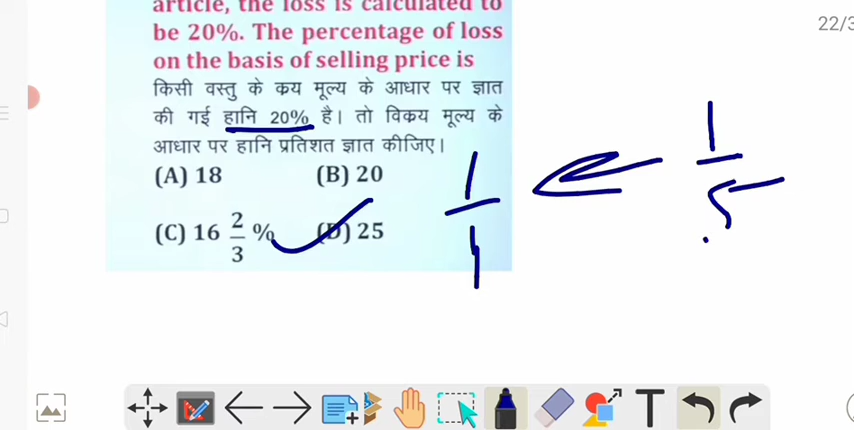 article, the loss is calculated to
be 20%. The percentage of loss
on the basis of selling price is
किसी वस्तु के क्रय मूल्य के आधार पर ज्ञात
की गई हानि 20% है। तो विक्रय मूल्य के
आधार पर हानि प्रतिशत ज्ञात कीजिए।
(A) 18 (B) 20
(C) 16 2/3 % (D) 25
1/5
22/3
T